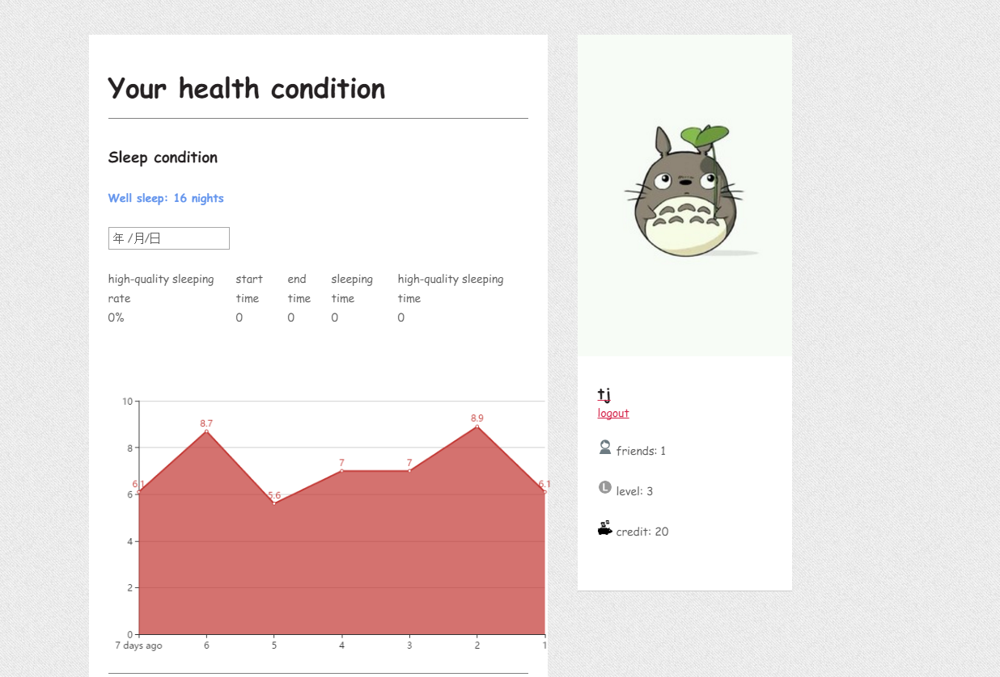 Your health condition
Sleep condition
Well sleep: 16 nights
年 /月/日
high-quality sleeping rate
start time
end time
sleeping time
high-quality sleeping time
0%
0
0
0
0
10
8
6
4
2
0
6.1
8.7
5.6
7
7
8.9
6.1
7 days ago
6
5
4
3
2
1
tj
logout
friends: 1
L
level: 3
credit: 20